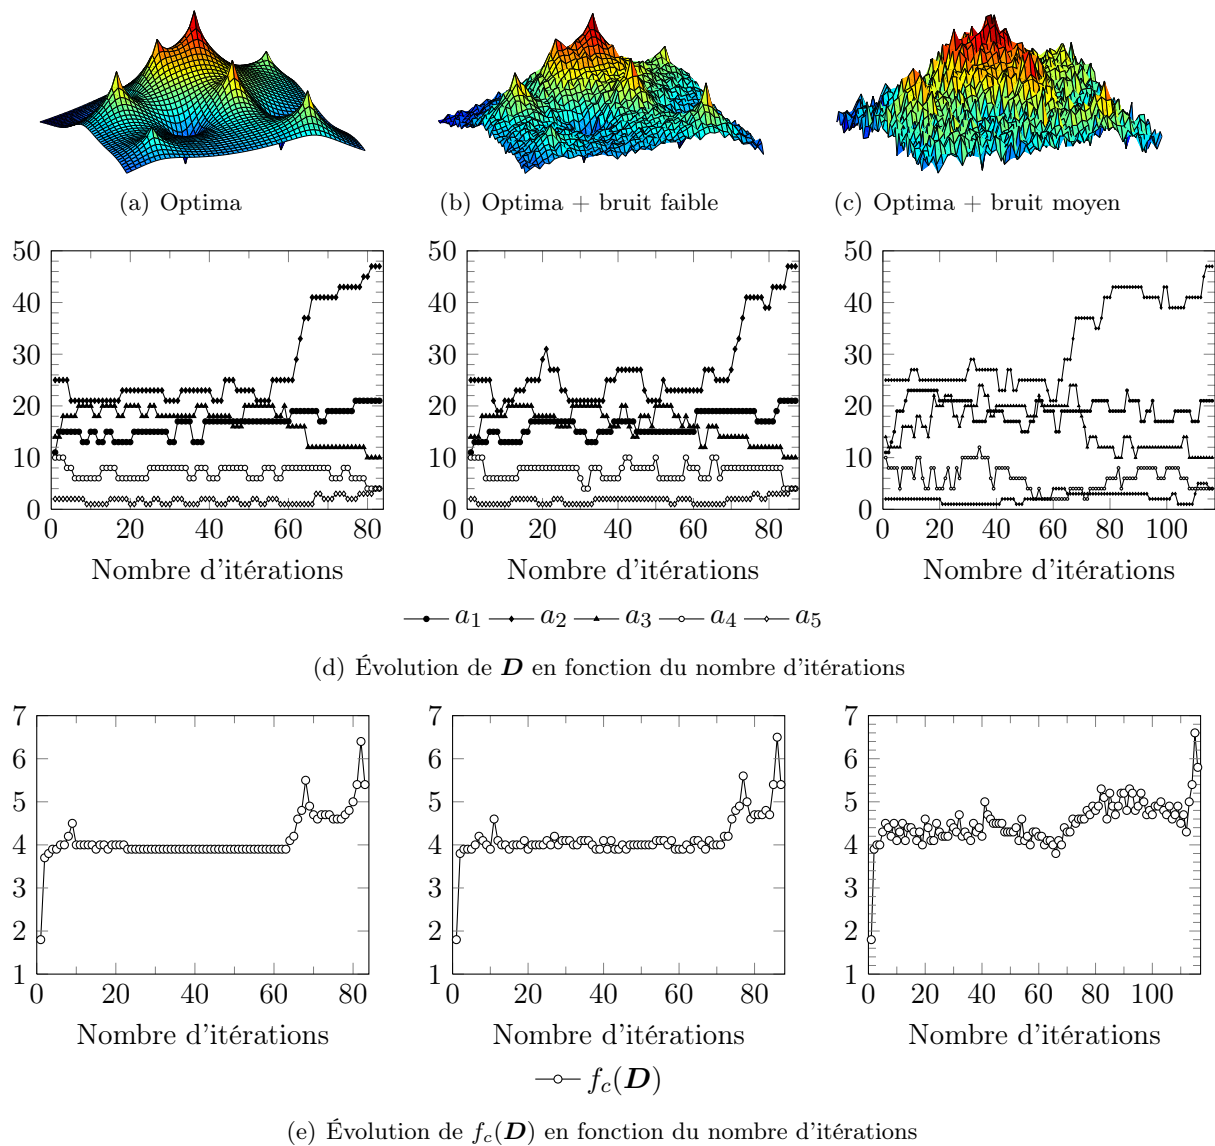 (a) Optima
(b) Optima + bruit faible
(c) Optima + bruit moyen
50
40
30
20
10
0
0 20 40 60 80
Nombre d'itérations
50
40
30
20
10
0
0 20 40 60 80
Nombre d'itérations
50
40
30
20
10
0
0 20 40 60 80 100
Nombre d'itérations
a1 a2 a3 a4 a5
(d) Évolution de D en fonction du nombre d'itérations
7
6
5
4
3
2
1
0 20 40 60 80
Nombre d'itérations
7
6
5
4
3
2
1
0 20 40 60 80
Nombre d'itérations
7
6
5
4
3
2
1
0 20 40 60 80 100
Nombre d'itérations
fc(D)
(e) Évolution de fc(D) en fonction du nombre d'itérations